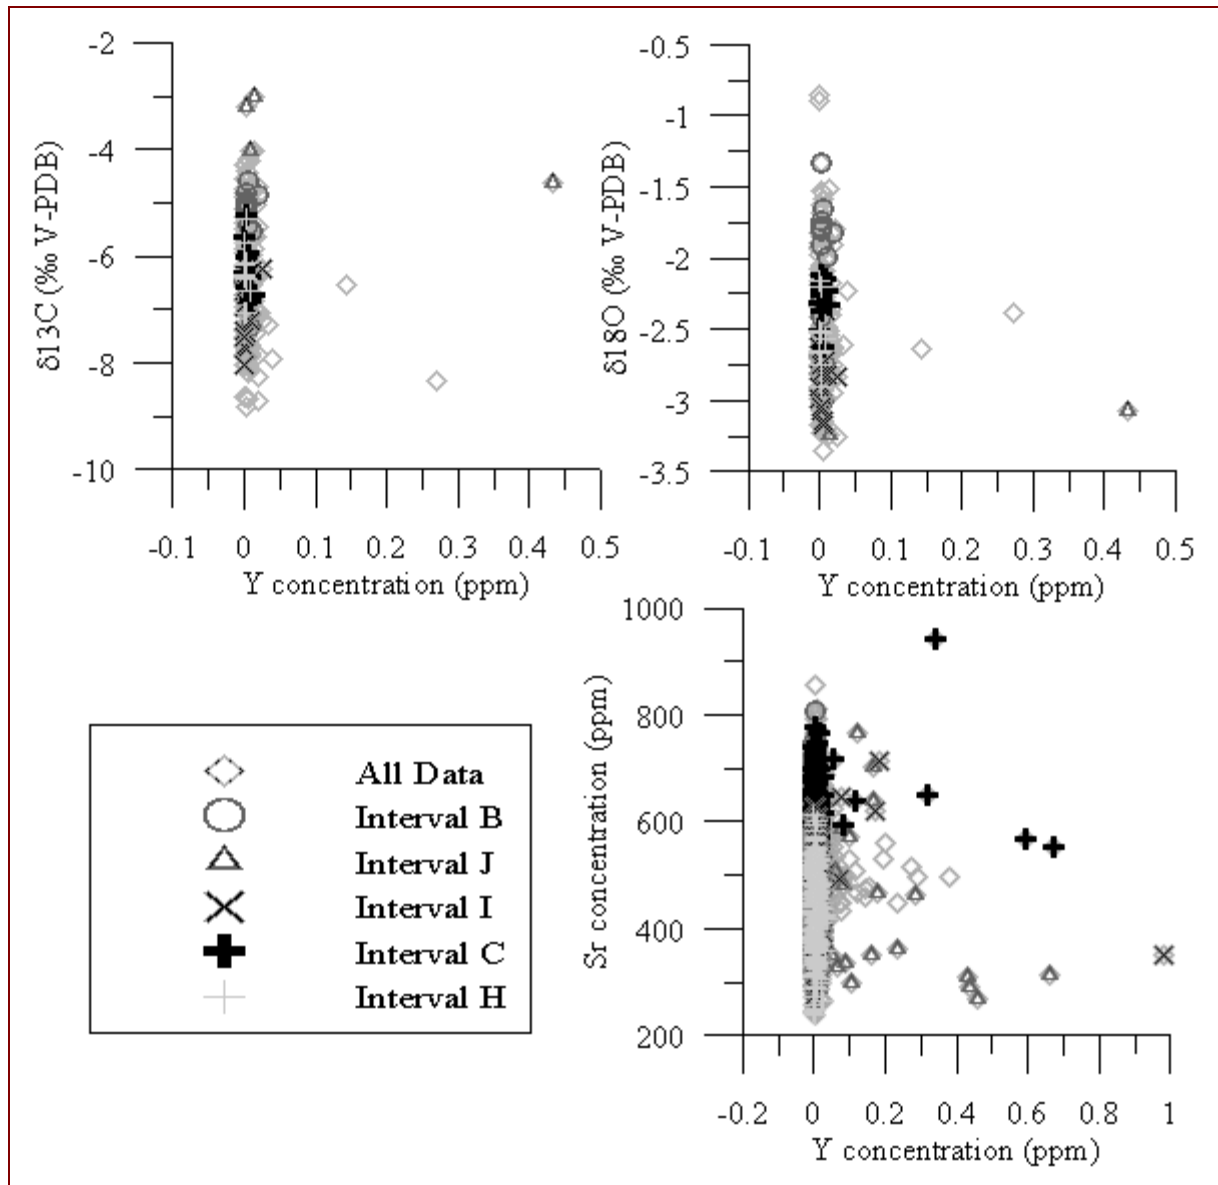 δ13C (‰ V-PDB)
-2
-4
-6
-8
-10
-0.1 0 0.1 0.2 0.3 0.4 0.5
Y concentration (ppm)
δ18O (‰ V-PDB)
-0.5
-1
-1.5
-2
-2.5
-3
-3.5
-0.1 0 0.1 0.2 0.3 0.4 0.5
Y concentration (ppm)
All Data
Interval B
Interval J
Interval I
Interval C
Interval H
Sr concentration (ppm)
1000
800
600
400
200
-0.2 0 0.2 0.4 0.6 0.8 1
Y concentration (ppm)